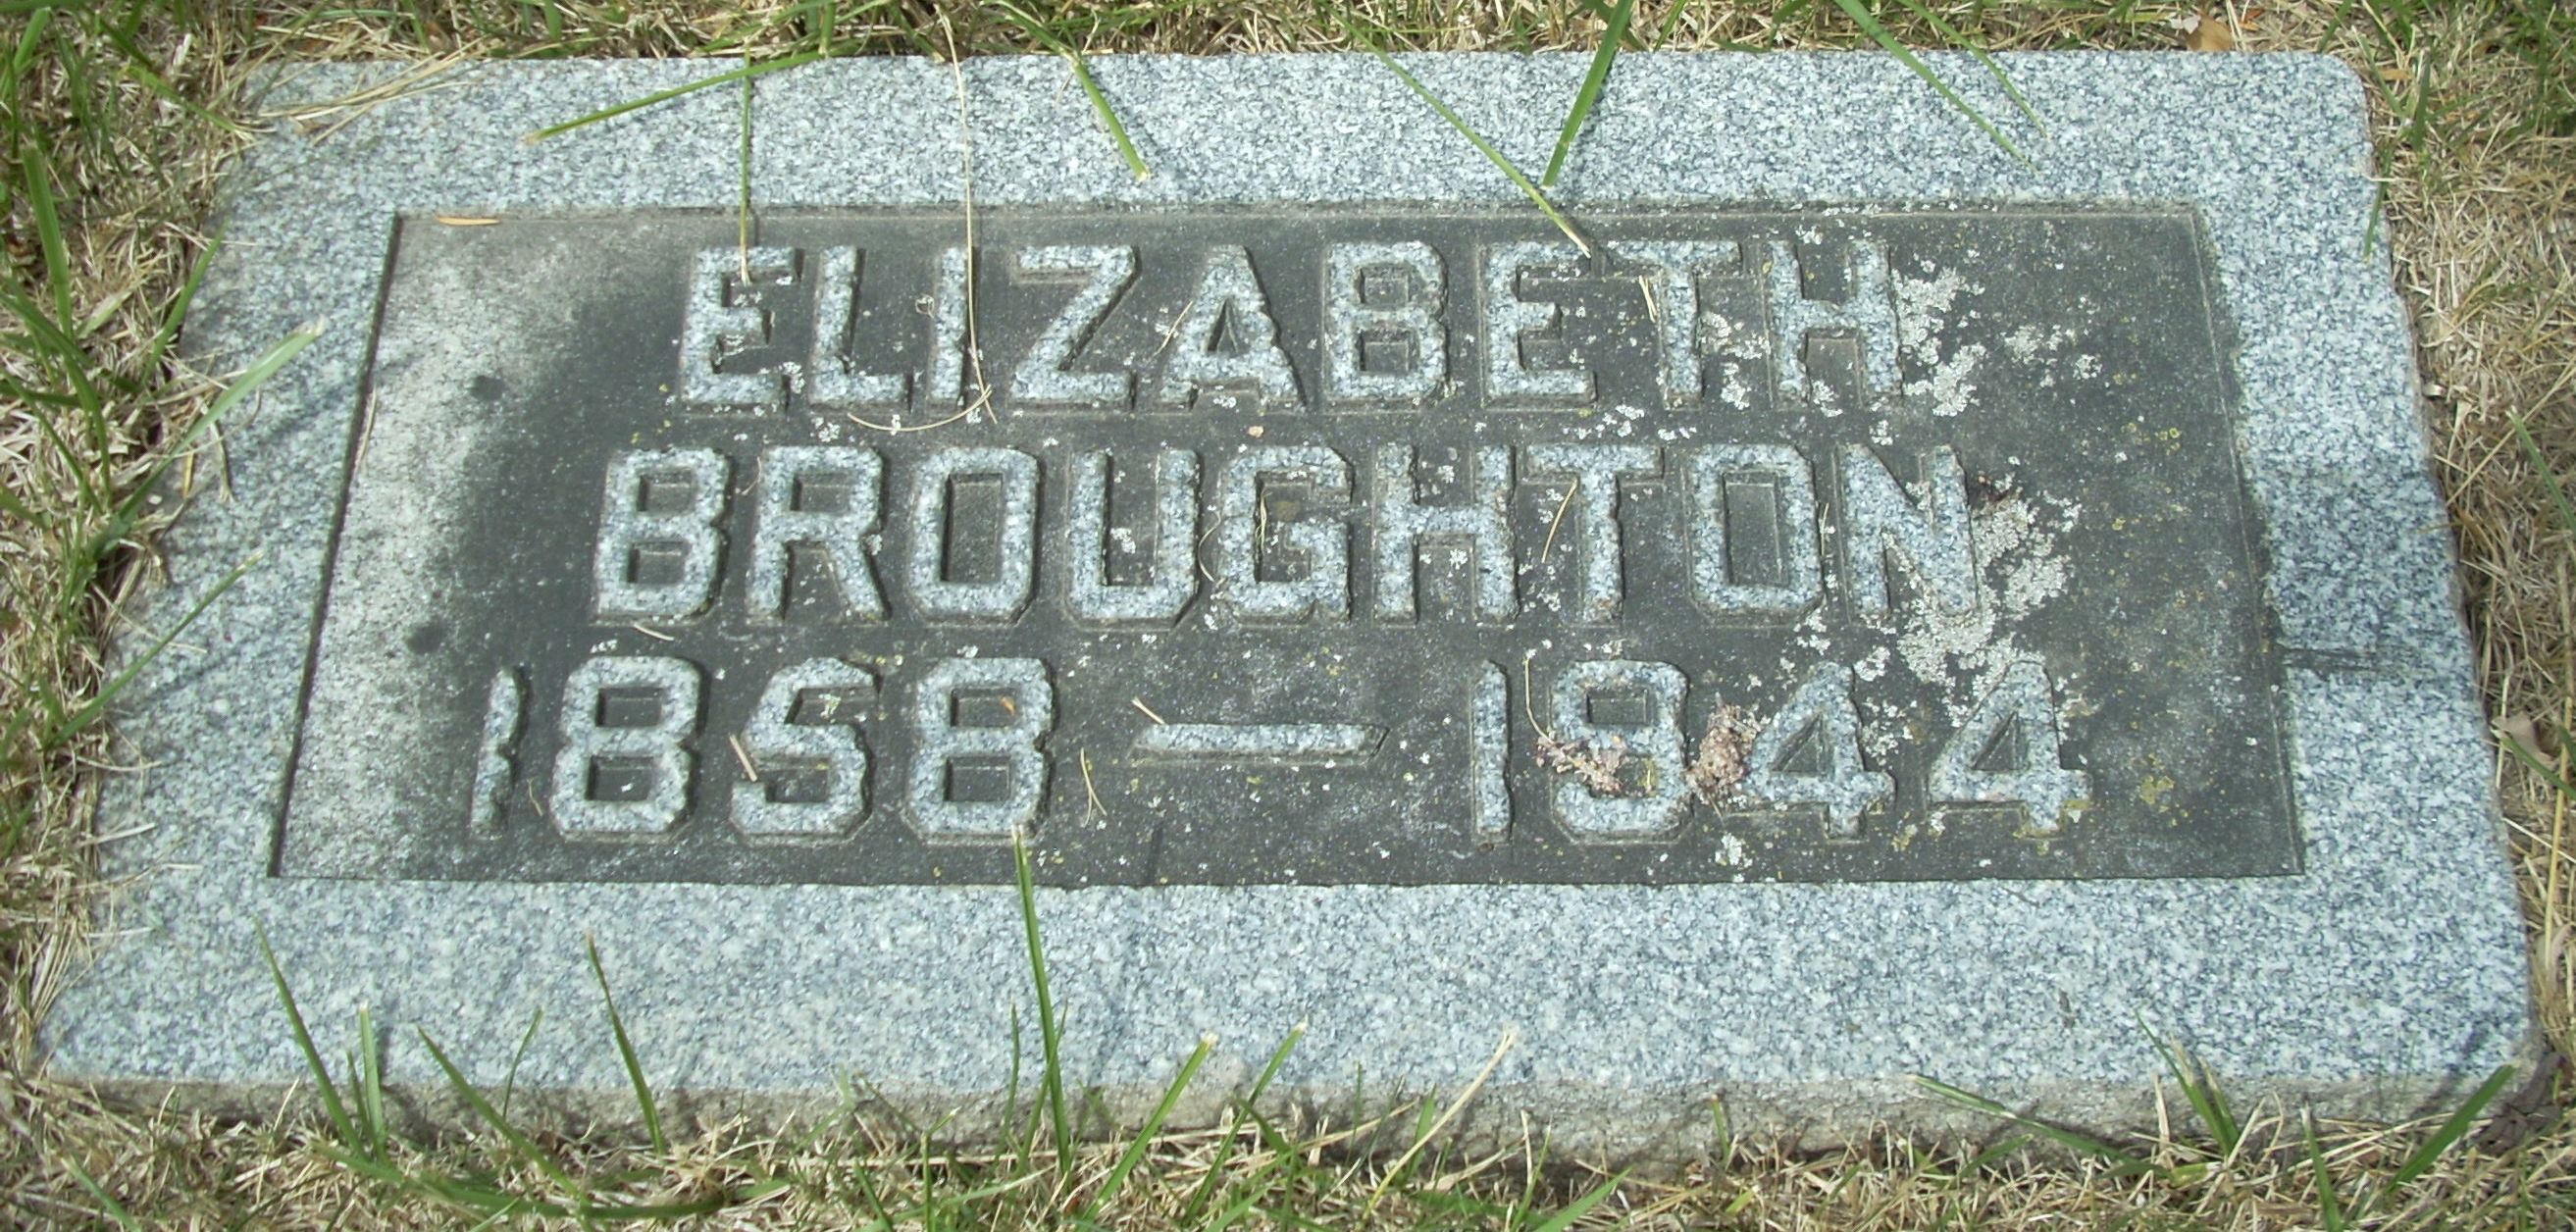 ELIZABETH
BROUGHTON
1858 — 1944